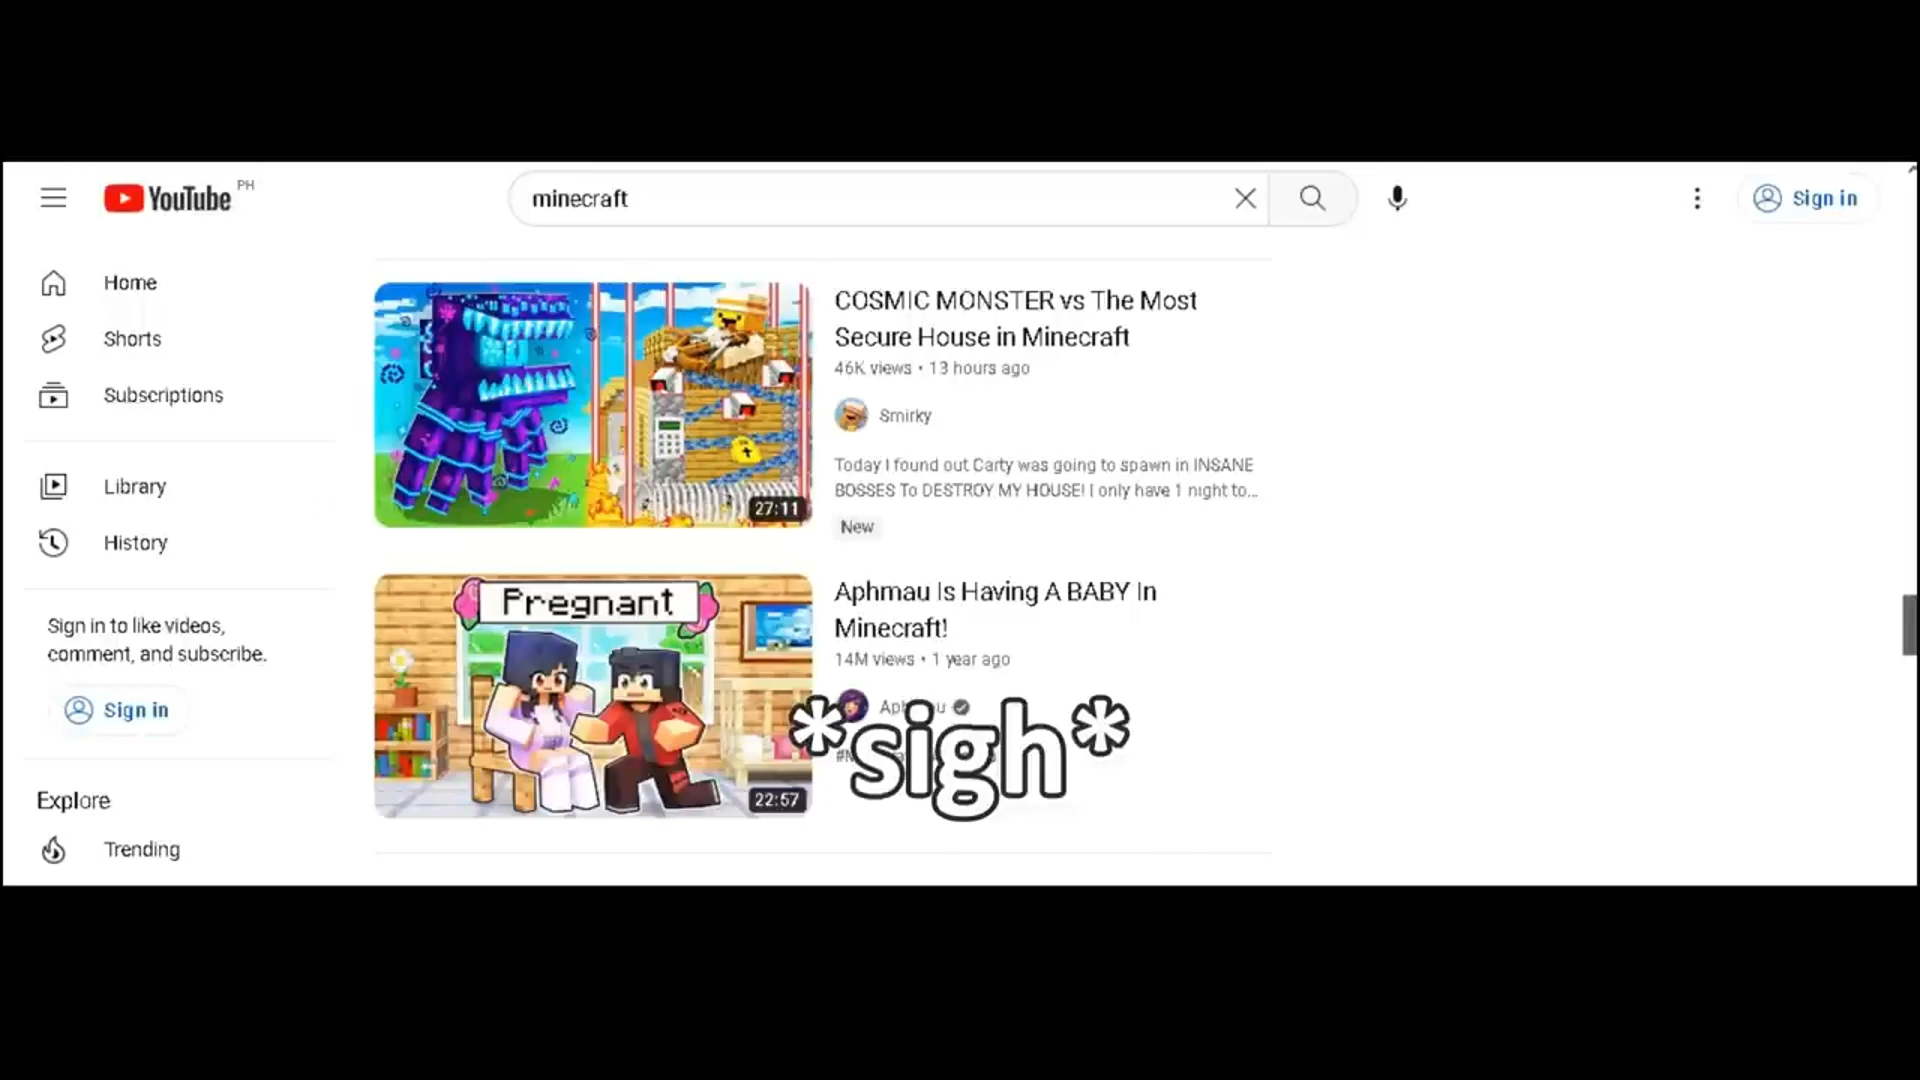 YouTube PH
minecraft
Sign in
Home
Shorts
Subscriptions
Library
History
Sign in to like videos,
comment, and subscribe.
Sign in
Explore
Trending
27:11
COSMIC MONSTER vs The Most
Secure House in Minecraft
46K views • 13 hours ago
Smirky
Today I found out Carty was going to spawn in INSANE
BOSSES To DESTROY MY HOUSE! I only have 1 night to...
New
Pregnant
22:57
Aphmau Is Having A BABY In
Minecraft!
14M views • 1 year ago
*sigh*